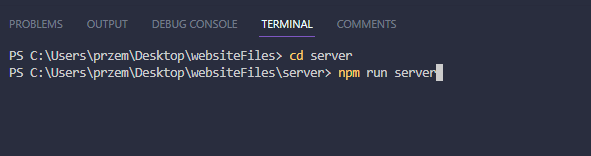 PROBLEMS OUTPUT DEBUG CONSOLE TERMINAL COMMENTS
PS C:\Users\przem\Desktop\websiteFiles> cd server
PS C:\Users\przem\Desktop\websiteFiles\server> npm run server